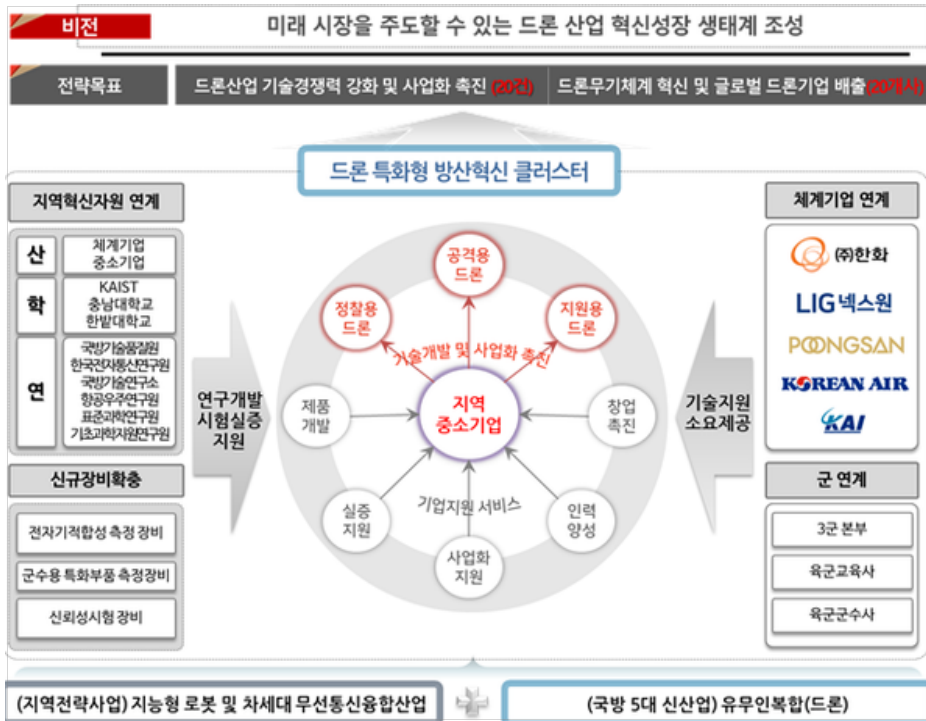 비전
미래 시장을 주도할 수 있는 드론 산업 혁신성장 생태계 조성
전략목표
드론산업 기술경쟁력 강화 및 사업화 촉진 (20건)
드론무기체계 혁신 및 글로벌 드론기업 배출(20개사)
드론 특화형 방산혁신 클러스터
지역혁신자원 연계
산
체계기업
중소기업
학
KAIST
충남대학교
한밭대학교
연
국방기술품질원
한국전자통신연구원
국방기술연구소
항공우주연구원
표준과학연구원
기초과학지원연구원
신규장비확충
전자기적합성 측정 장비
군수용 특화부품 측정장비
신뢰성시험 장비
연구개발
시험실증
지원
공격용
드론
정찰용
드론
지원용
드론
기술개발 및 사업화 촉진
지역
중소기업
제품
개발
창업
촉진
실증
지원
기업지원 서비스
인력
양성
사업화
지원
기술지원
소요제공
체계기업 연계
(주)한화
LIG넥스원
POONGSAN
KOREAN AIR
KAI
군 연계
3군 본부
육군교육사
육군군수사
(지역전략사업) 지능형 로봇 및 차세대 무선통신융합산업
(국방 5대 신산업) 유무인복합(드론)